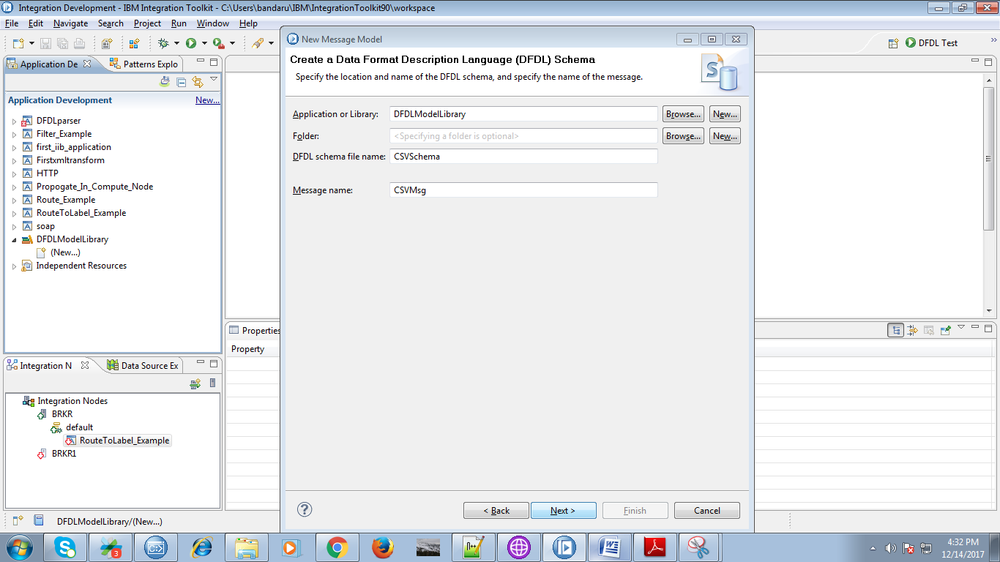 Integration Development - IBM Integration Toolkit - C:\Users\bandaru\IBM\IntegrationToolkit90\workspace
File Edit Navigate Search Project Run Window Help
DFDL Test
Application De
Patterns Explo
Application Development
New...
DFDLparser
Filter_Example
first_iib_application
Firstxmltransform
HTTP
Propogate_In_Compute_Node
Route_Example
RouteToLabel_Example
soap
DFDLModelLibrary
(New...)
Independent Resources
Integration N
Data Source Ex
Integration Nodes
BRKR
default
RouteToLabel_Example
BRKR1
Properties
Property
New Message Model
Create a Data Format Description Language (DFDL) Schema
Specify the location and name of the DFDL schema, and specify the name of the message.
Application or Library: DFDLModelLibrary Browse... New...
Folder: <Specifying a folder is optional> Browse... New...
DFDL schema file name: CSVSchema
Message name: CSVMsg
< Back Next > Finish Cancel
DFDLModelLibrary/(New...)
4:32 PM
12/14/2017